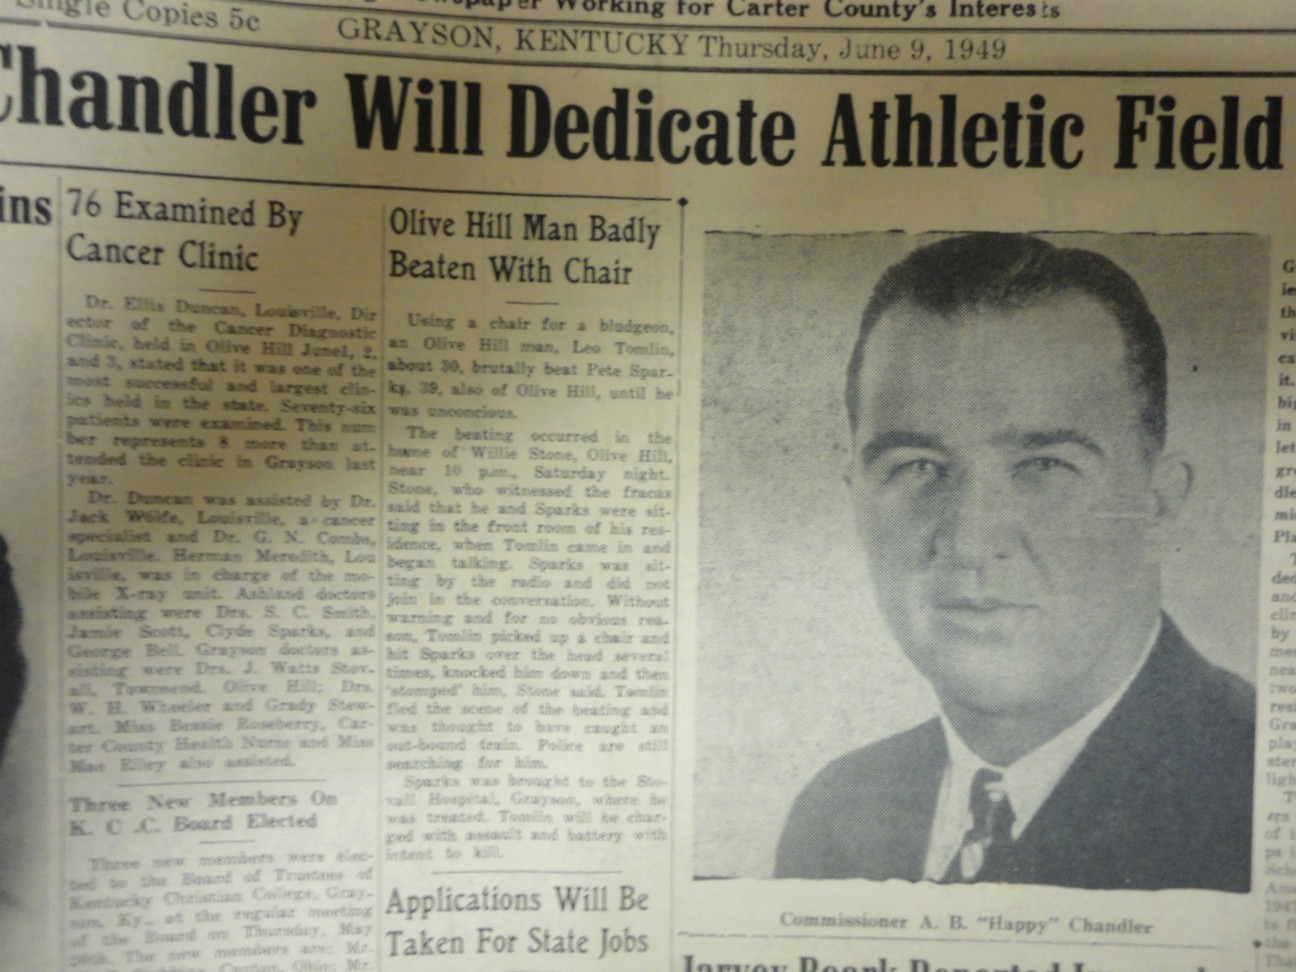 Single Copies 5c
Newspaper Working for Carter County's Interests
GRAYSON, KENTUCKY Thursday, June 9, 1949
Chandler Will Dedicate Athletic Field
ins
76 Examined By
Cancer Clinic
Dr. Ellis Duncan, Louisville, Dir
ector of the Cancer Diagnostic
Clinic, held in Olive Hill June1, 2,
and 3, stated that it was one of the
most successful and largest clin-
ics held in the state. Seventy-six
patients were examined. This num
ber represents 8 more than at-
tended the clinic in Grayson last
year.
Dr. Duncan was assisted by Dr.
Jack Wolfe, Louisville, a cancer
specialist and Dr. G. N. Combs,
Louisville. Herman Meredith, Lou
isville, was in charge of the mo-
bile X-ray unit. Ashland doctors
assisting were Drs. S. C. Smith,
Jamie Scott, Clyde Sparks, and
George Bell. Grayson doctors as-
sisting were Drs. J. Watts Stov-
all, Townsend. Olive Hill; Drs.
W. H. Wheeler and Grady Stew-
art. Miss Bessie Roseberry, Car-
ter County Health Nurse and Miss
Mae Riley also assisted.
Three New Members On
K. C .C. Board Elected
Three new members were elec-
ted to the Board of Trustees of
Kentucky Christian College, Gray-
son, Ky., at the regular meeting
of the Board on Thursday, May
26th. The new members are: Mr.
Canton, Ohio; Mr.
Olive Hill Man Badly
Beaten With Chair
Using a chair for a bludgeon,
an Olive Hill man, Leo Tomlin,
about 30, brutally beat Pete Spar-
ks, 39, also of Olive Hill, until he
was unconcious.
The beating occurred in the
home of Willie Stone, Olive Hill,
near 10 p.m., Saturday night.
Stone, who witnessed the fracas
said that he and Sparks were sit-
ting in the front room of his res-
idence, when Tomlin came in and
began talking. Sparks was sit-
ting by the radio and did not
join in the conversation. Without
warning and for no obvious rea-
son, Tomlin picked up a chair and
hit Sparks over the head several
times, knocked him down and then
'stomped' him, Stone said. Tomlin
fled the scene of the beating and
was thought to have caught an
out-bound train. Police are still
searching for him.
Sparks was brought to the Sto-
vall Hospital, Grayson, where he
was treated. Tomlin will be char-
ged with assault and battery with
intent to kill.
Applications Will Be
Taken For State Jobs
Commissioner A. B. "Happy" Chandler
Jarvey Roark Reported